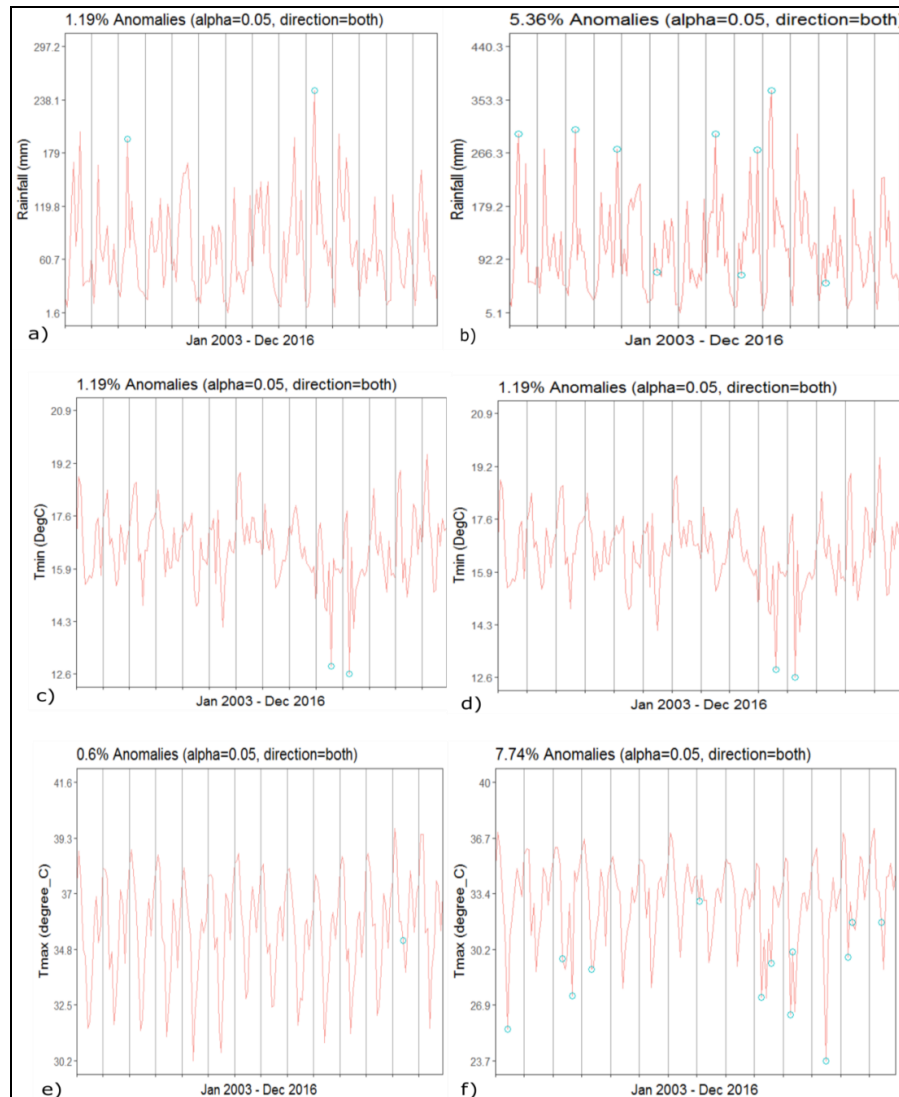 1.19% Anomalies (alpha=0.05, direction=both)
297.2
238.1
179
119.8
60.7
1.6
Rainfall (mm)
a)
Jan 2003 - Dec 2016
5.36% Anomalies (alpha=0.05, direction=both)
440.3
353.3
266.3
179.2
92.2
5.1
Rainfall (mm)
b)
Jan 2003 - Dec 2016
1.19% Anomalies (alpha=0.05, direction=both)
20.9
19.2
17.6
15.9
14.3
12.6
Tmin (DegC)
c)
Jan 2003 - Dec 2016
1.19% Anomalies (alpha=0.05, direction=both)
20.9
19.2
17.6
15.9
14.3
12.6
Tmin (DegC)
d)
Jan 2003 - Dec 2016
0.6% Anomalies (alpha=0.05, direction=both)
41.6
39.3
37
34.8
32.5
30.2
Tmax (degree_C)
e)
Jan 2003 - Dec 2016
7.74% Anomalies (alpha=0.05, direction=both)
40
36.7
33.4
30.2
26.9
23.7
Tmax (degree_C)
f)
Jan 2003 - Dec 2016